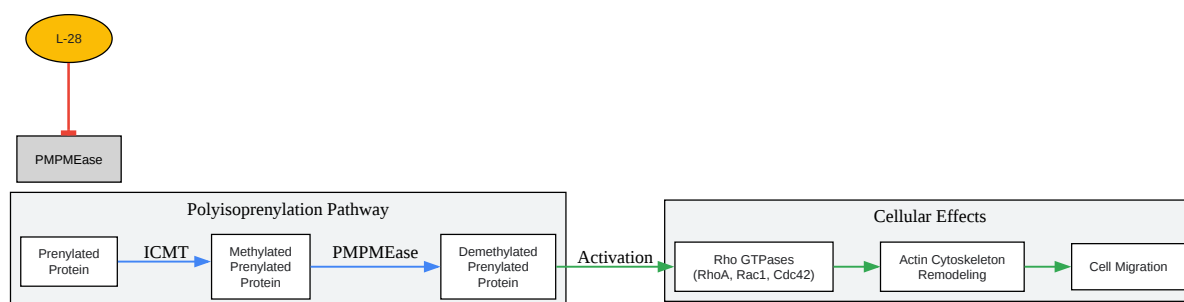 L-28
PMPMEase
Polyisoprenylation Pathway
Prenylated
Protein
ICMT
Methylated
Prenylated
Protein
PMPMEase
Demethylated
Prenylated
Protein
Activation
Cellular Effects
Rho GTPases
(RhoA, Rac1, Cdc42)
Actin Cytoskeleton
Remodeling
Cell Migration